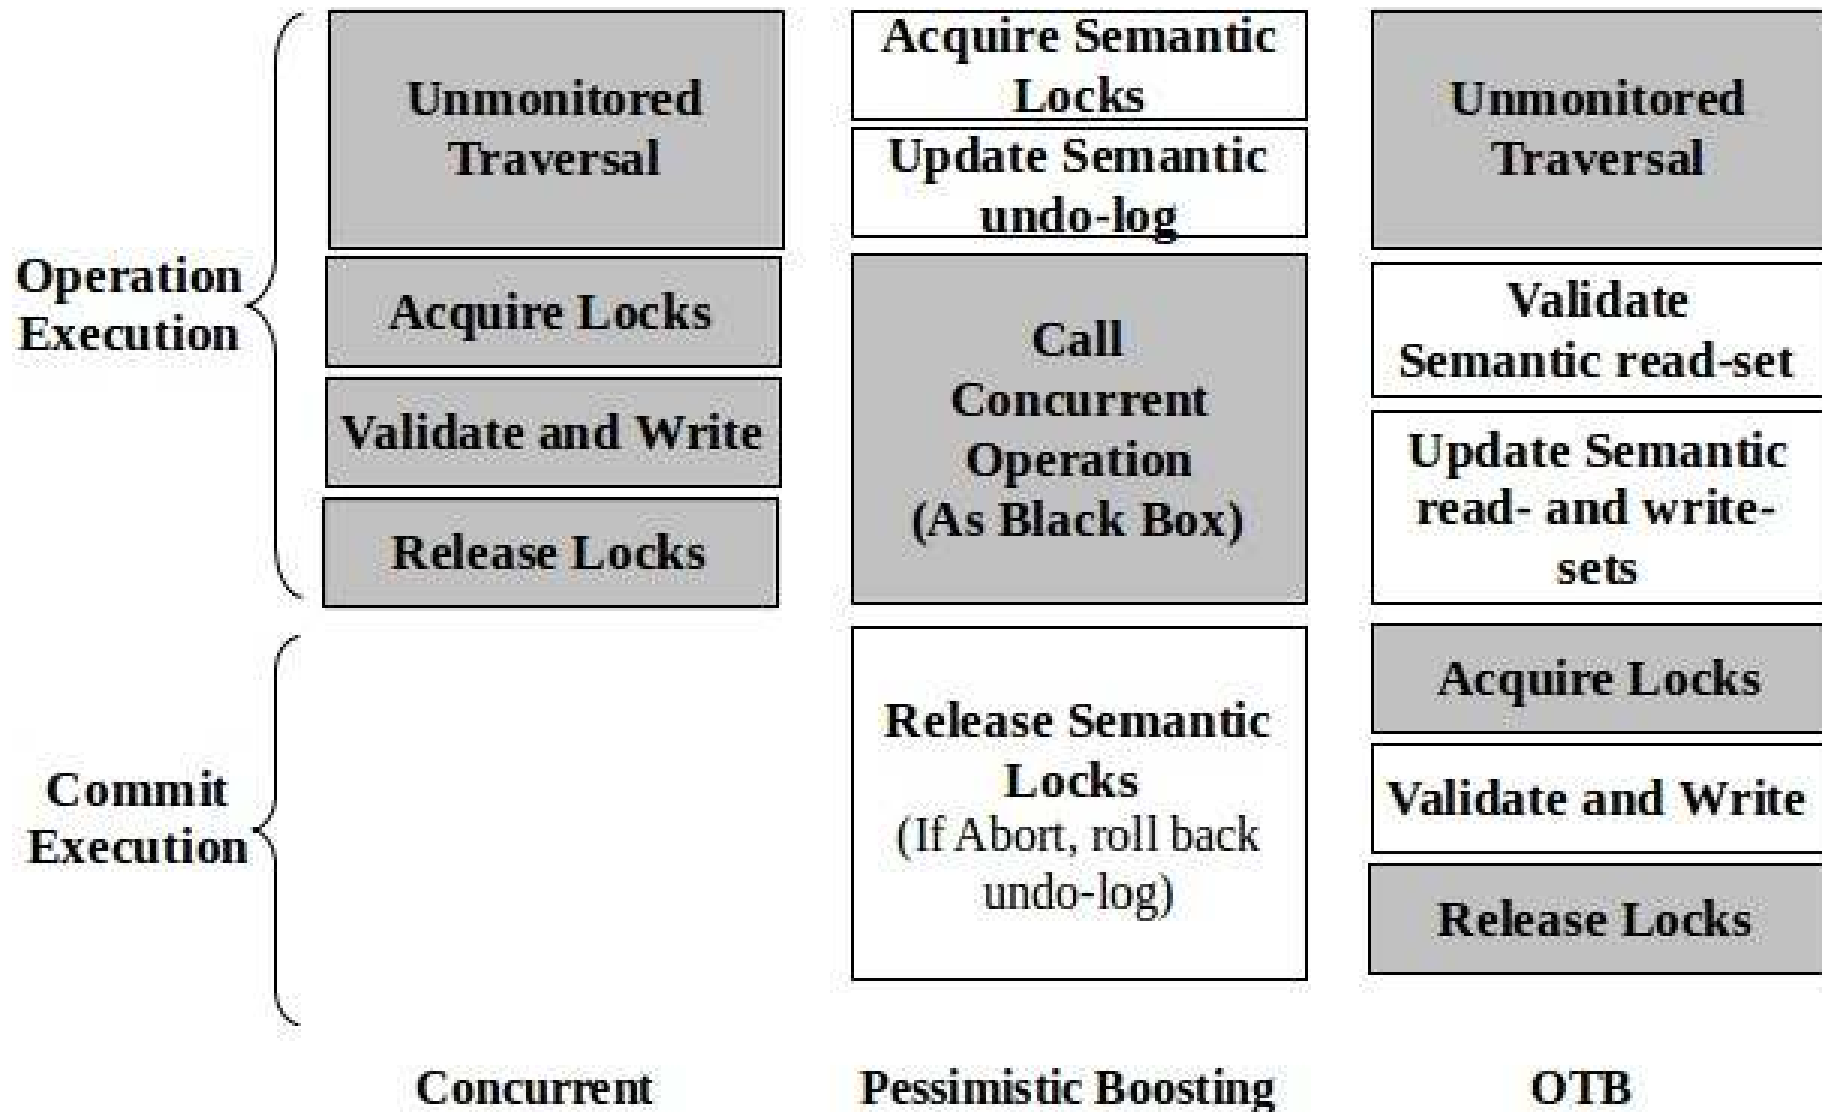 Operation
Execution
Commit
Execution
Unmonitored
Traversal
Acquire Locks
Validate and Write
Release Locks
Concurrent
Acquire Semantic
Locks
Update Semantic
undo-log
Call
Concurrent
Operation
(As Black Box)
Release Semantic
Locks
(If Abort, roll back
undo-log)
Pessimistic Boosting
Unmonitored
Traversal
Validate
Semantic read-set
Update Semantic
read- and write-
sets
Acquire Locks
Validate and Write
Release Locks
OTB